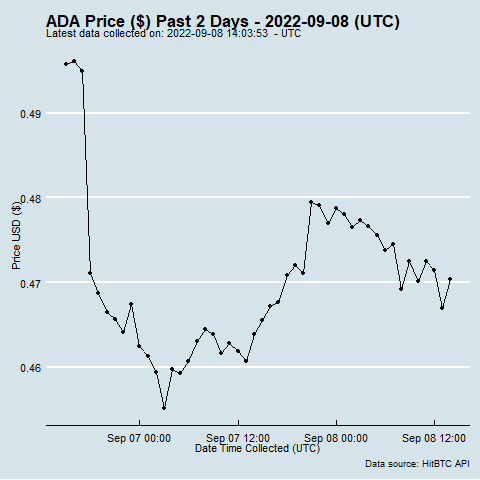 ADA Price ($) Past 2 Days - 2022-09-08 (UTC)
Latest data collected on: 2022-09-08 14:03:53 - UTC
0.49
0.48
0.47
0.46
Price USD ($)
Sep 07 00:00 Sep 07 12:00 Sep 08 00:00 Sep 08 12:00
Date Time Collected (UTC)
Data source: HitBTC API